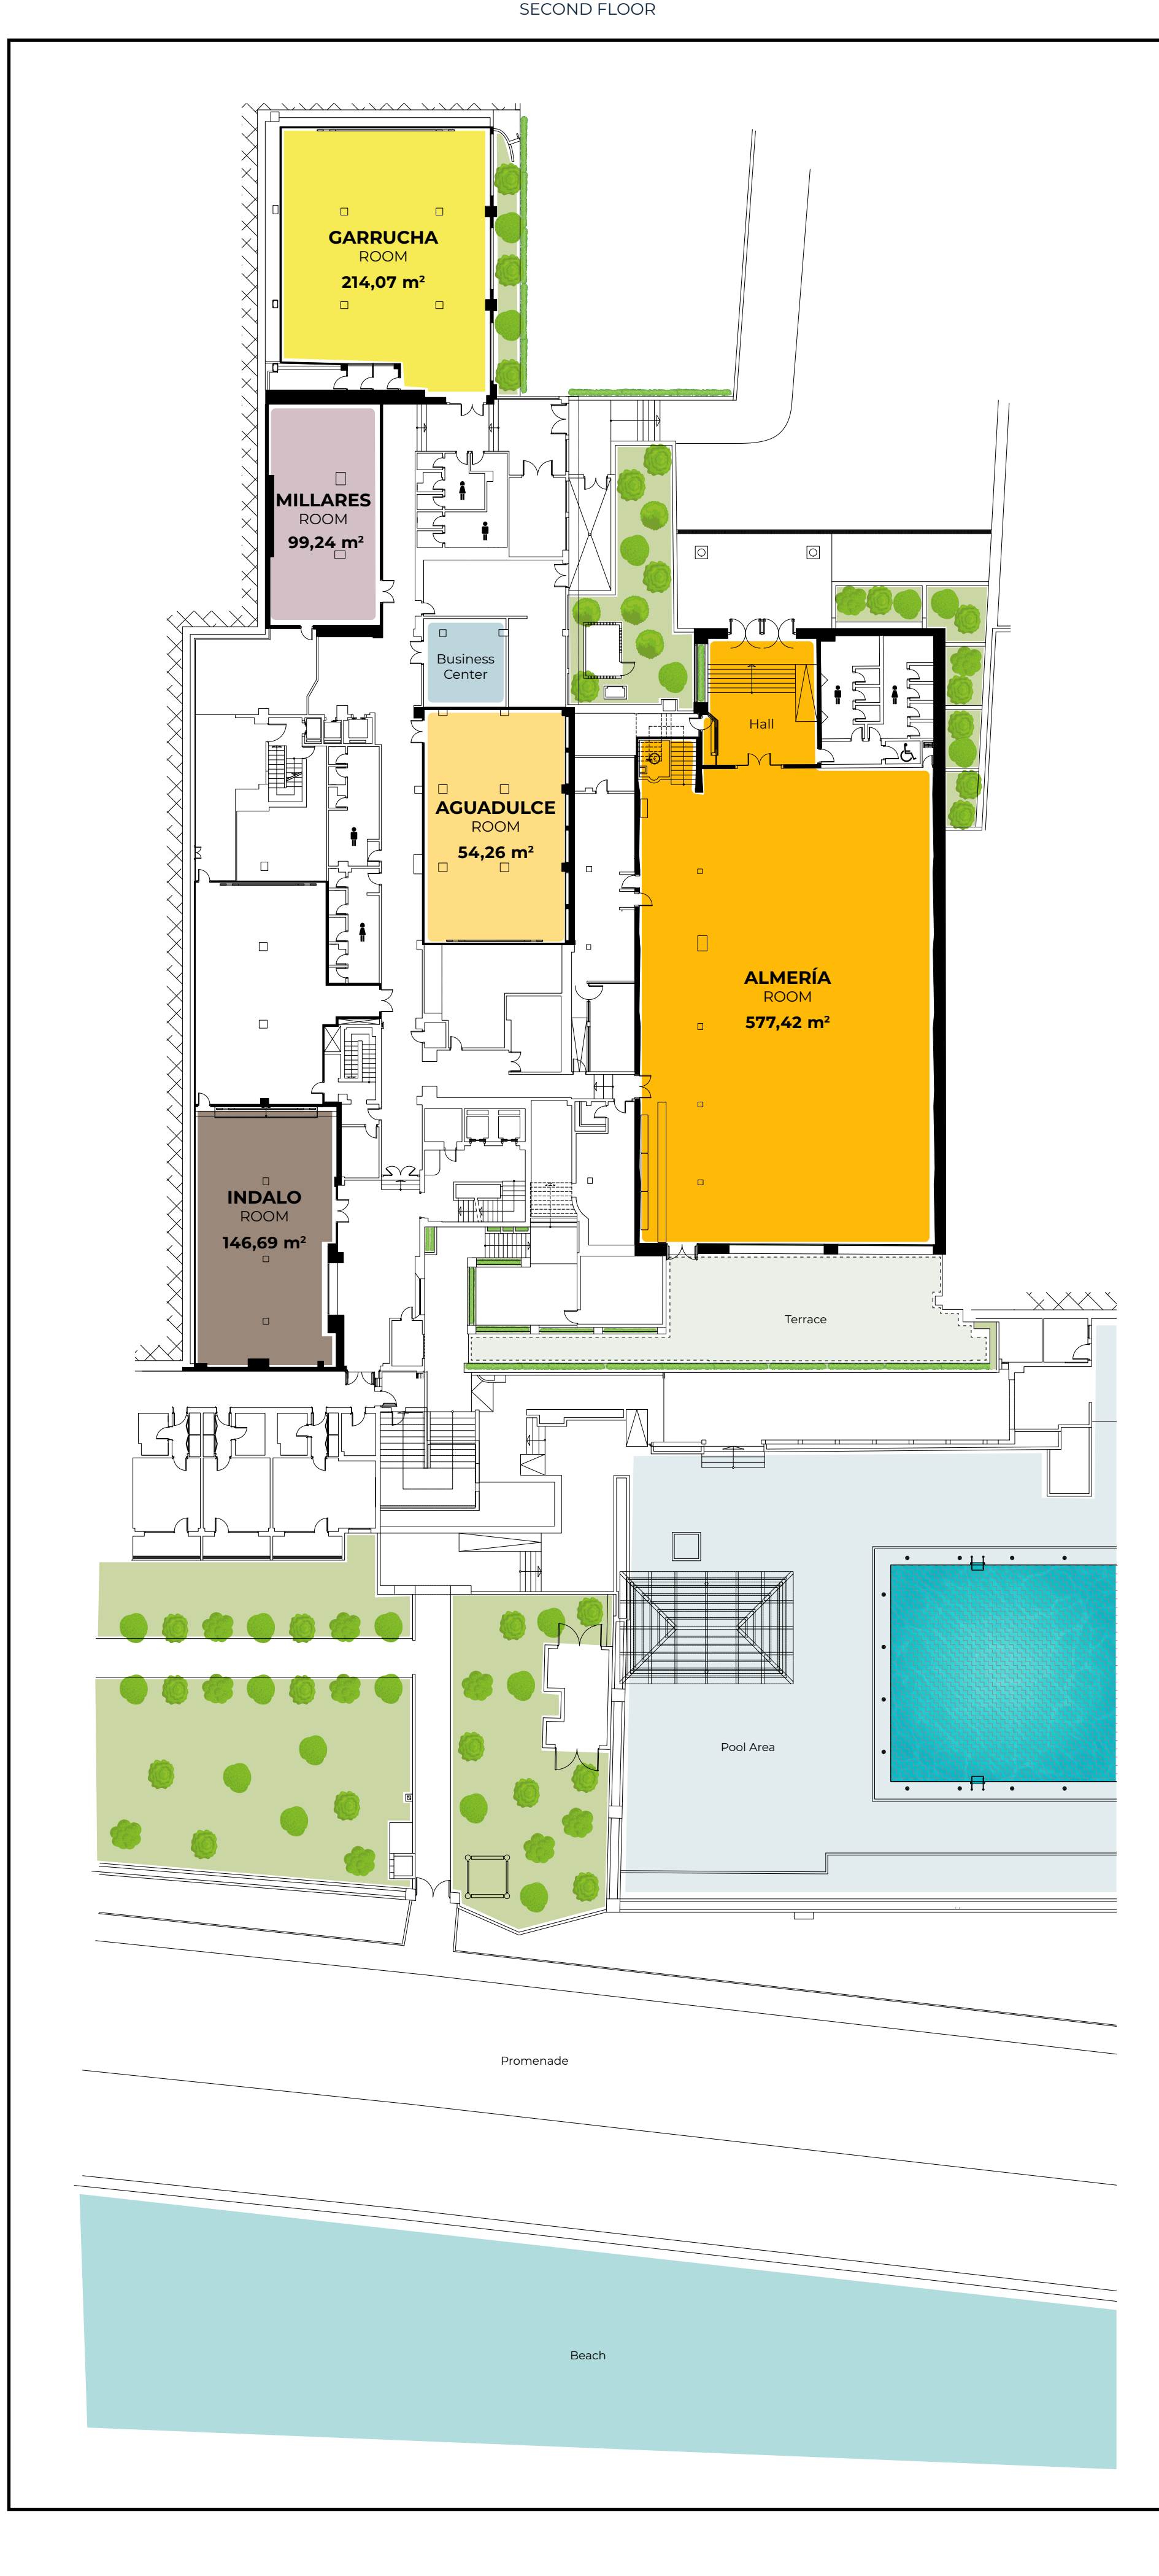 SECOND FLOOR
GARRUCHA
ROOM
214,07 m²
MILLARES
ROOM
99,24 m²
Business
Center
Hall
AGUADULCE
ROOM
54,26 m²
ALMERÍA
ROOM
577,42 m²
INDALO
ROOM
146,69 m²
Terrace
Pool Area
Promenade
Beach